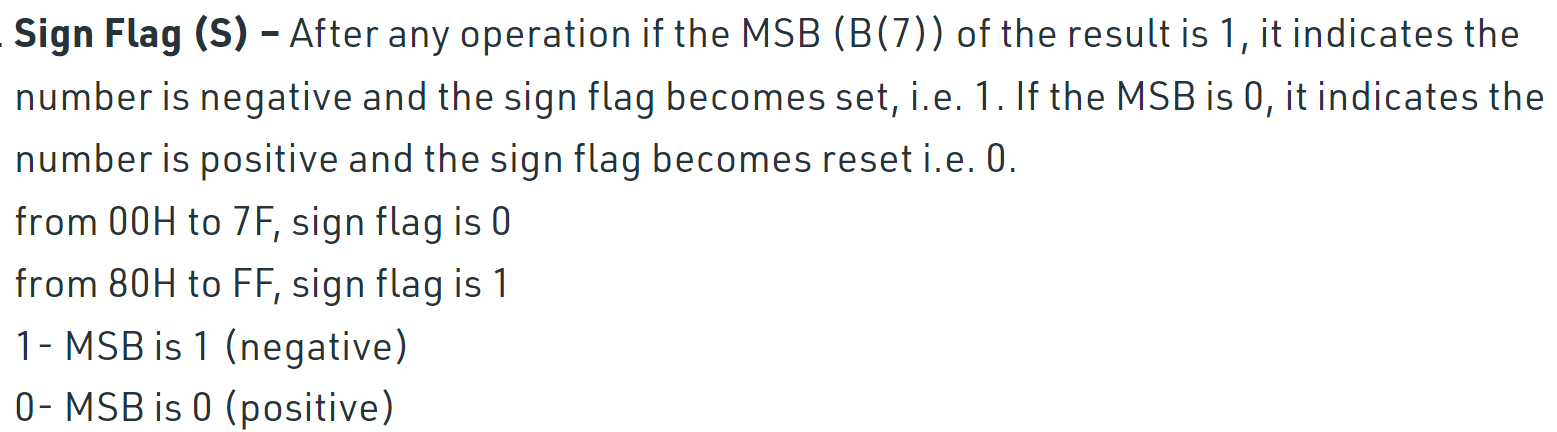 . Sign Flag (S) – After any operation if the MSB (B(7)) of the result is 1, it indicates the
number is negative and the sign flag becomes set, i.e. 1. If the MSB is 0, it indicates the
number is positive and the sign flag becomes reset i.e. 0.
from 00H to 7F, sign flag is 0
from 80H to FF, sign flag is 1
1- MSB is 1 (negative)
0- MSB is 0 (positive)